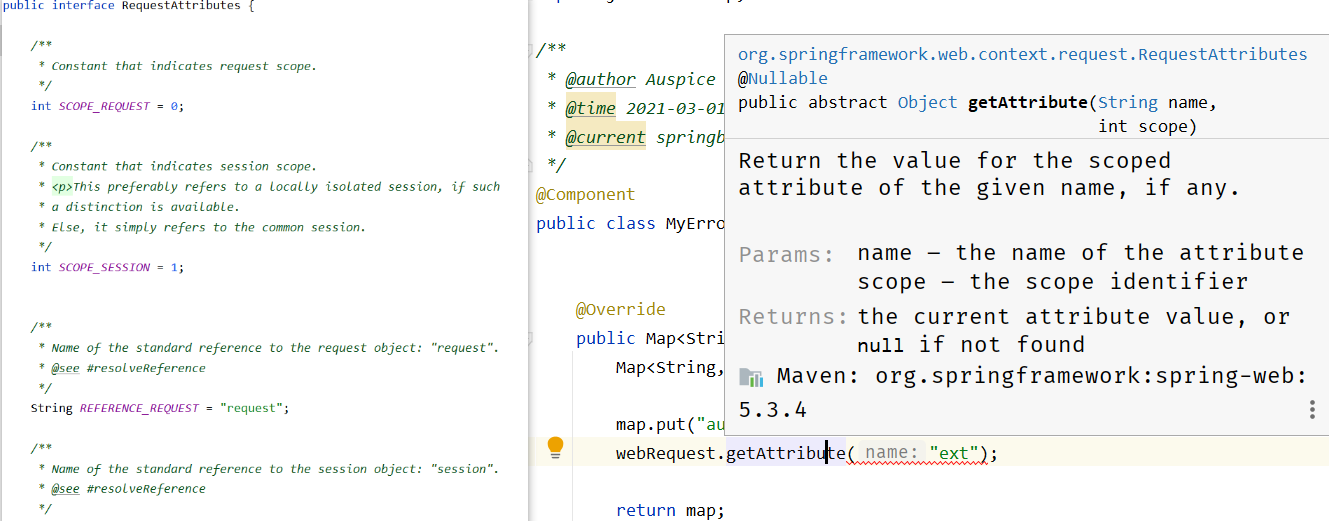 public interface RequestAttributes {
/**
* Constant that indicates request scope.
*/
int SCOPE_REQUEST = 0;
/**
* Constant that indicates session scope.
* <p>This preferably refers to a locally isolated session, if such
* a distinction is available.
* Else, it simply refers to the common session.
*/
int SCOPE_SESSION = 1;
/**
* Name of the standard reference to the request object: "request".
* @see #resolveReference
*/
String REFERENCE_REQUEST = "request";
/**
* Name of the standard reference to the session object: "session".
* @see #resolveReference
*/
/**
* @author Auspice
* @time 2021-03-01
* @current springb
*/
@Component
public class MyErro
@Override
public Map<Stri
Map<String,
map.put("au
webRequest.getAttribute( name: "ext");
return map;
org.springframework.web.context.request.RequestAttributes
@Nullable
public abstract Object getAttribute(String name,
int scope)
Return the value for the scoped
attribute of the given name, if any.
Params: name – the name of the attribute
scope – the scope identifier
Returns: the current attribute value, or
null if not found
Maven: org.springframework:spring-web:
5.3.4